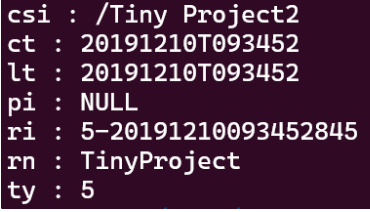 csi : /Tiny Project2
ct : 20191210T093452
lt : 20191210T093452
pi : NULL
ri : 5-20191210093452845
rn : TinyProject
ty : 5